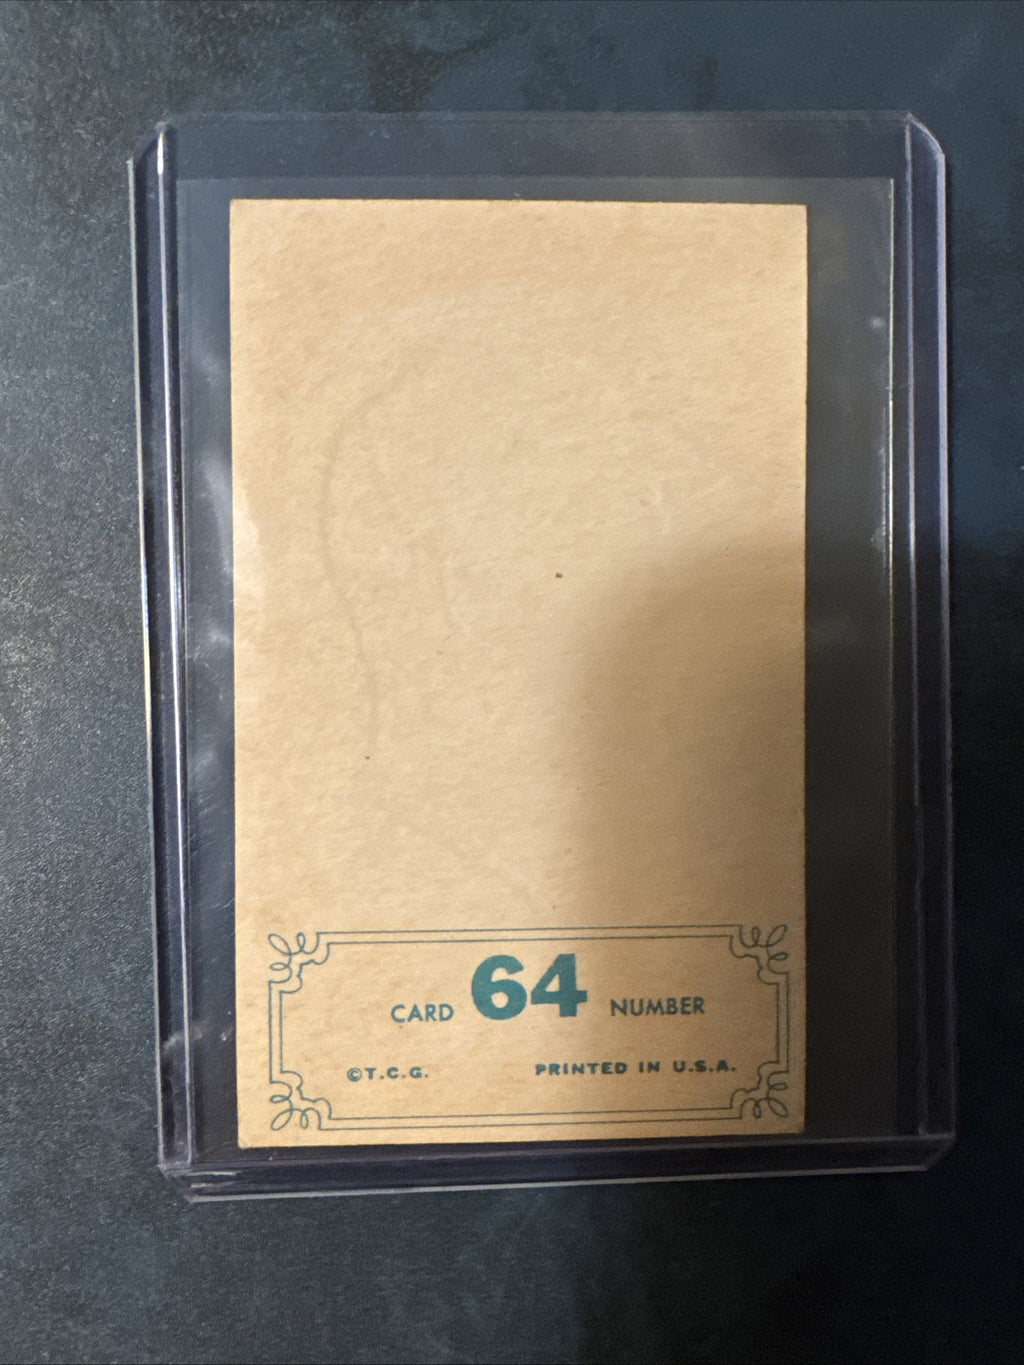 CARD 64 NUMBER
©T.C.G. PRINTED IN U.S.A.